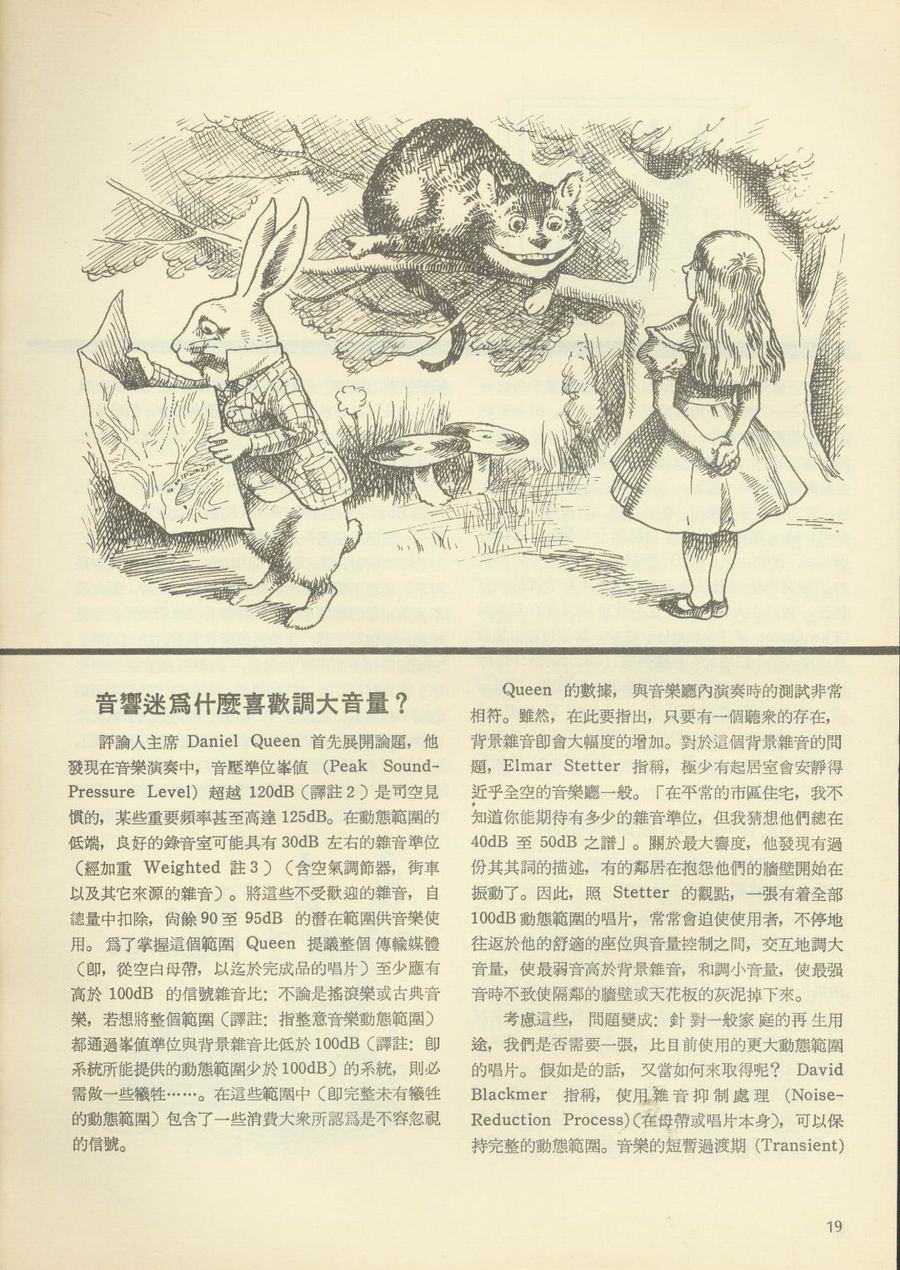 音響迷爲什麼喜歡調大音量？
評論人主席 Daniel Queen 首先展開論題，他
發現在音樂演奏中，音壓準位峯値 (Peak Sound-
Pressure Level) 超越 120dB（譯註2）是司空見
慣的，某些重要頻率甚至高達 125dB。在動態範圍的
低端，良好的錄音室可能具有30dB 左右的雜音準位
（經加重 Weighted 註3）（含空氣調節器，街車
以及其它來源的雜音）。將這些不受歡迎的雜音，自
總量中扣除，尙餘90至 95dB 的潛在範圍供音樂使
用。爲了掌握這個範圍 Queen 提議整個傳輸媒體
（卽，從空白母帶，以迄於完成品的唱片）至少應有
高於 100dB 的信號雜音比：不論是搖滾樂或古典音
樂，若想將整個範圍（譯註：指整意音樂動態範圍）
都通過峯値準位與背景雜音比低於100dB（譯註：卽
系統所能提供的動態範圍少於100dB）的系統，則必
需做一些犧牲……。在這些範圍中（卽完整未有犧牲
的動態範圍）包含了一些消費大衆所認爲是不容忽視
的信號。
Queen 的數據，與音樂廳內演奏時的測試非常
相符。雖然，在此要指出，只要有一個聽衆的存在，
背景雜音卽會大幅度的增加。對於這個背景雜音的問
題，Elmar Stetter 指稱，極少有起居室會安靜得
近乎全空的音樂廳一般。「在平常的市區住宅，我不
知道你能期待有多少的雜音準位，但我猜想他們總在
40dB 至 50dB 之譜」。關於最大響度，他發現有過
份其其詞的描述，有的鄰居在抱怨他們的牆壁開始在
振動了。因此，照 Stetter 的觀點，一張有着全部
100dB動態範圍的唱片，常常會迫使使用者，不停地
往返於他的舒適的座位與音量控制之間，交互地調大
音量，使最弱音高於背景雜音，和調小音量，使最强
音時不致使隔鄰的牆壁或天花板的灰泥掉下來。
考慮這些，問題變成：針對一般家庭的再生用
途，我們是否需要一張，比目前使用的更大動態範圍
的唱片。假如是的話，又當如何來取得呢？ David
Blackmer 指稱，使用雜音抑制處理 (Noise-
Reduction Process)（在母帶或唱片本身），可以保
持完整的動態範圍。音樂的短暫過渡期 (Transient)
19